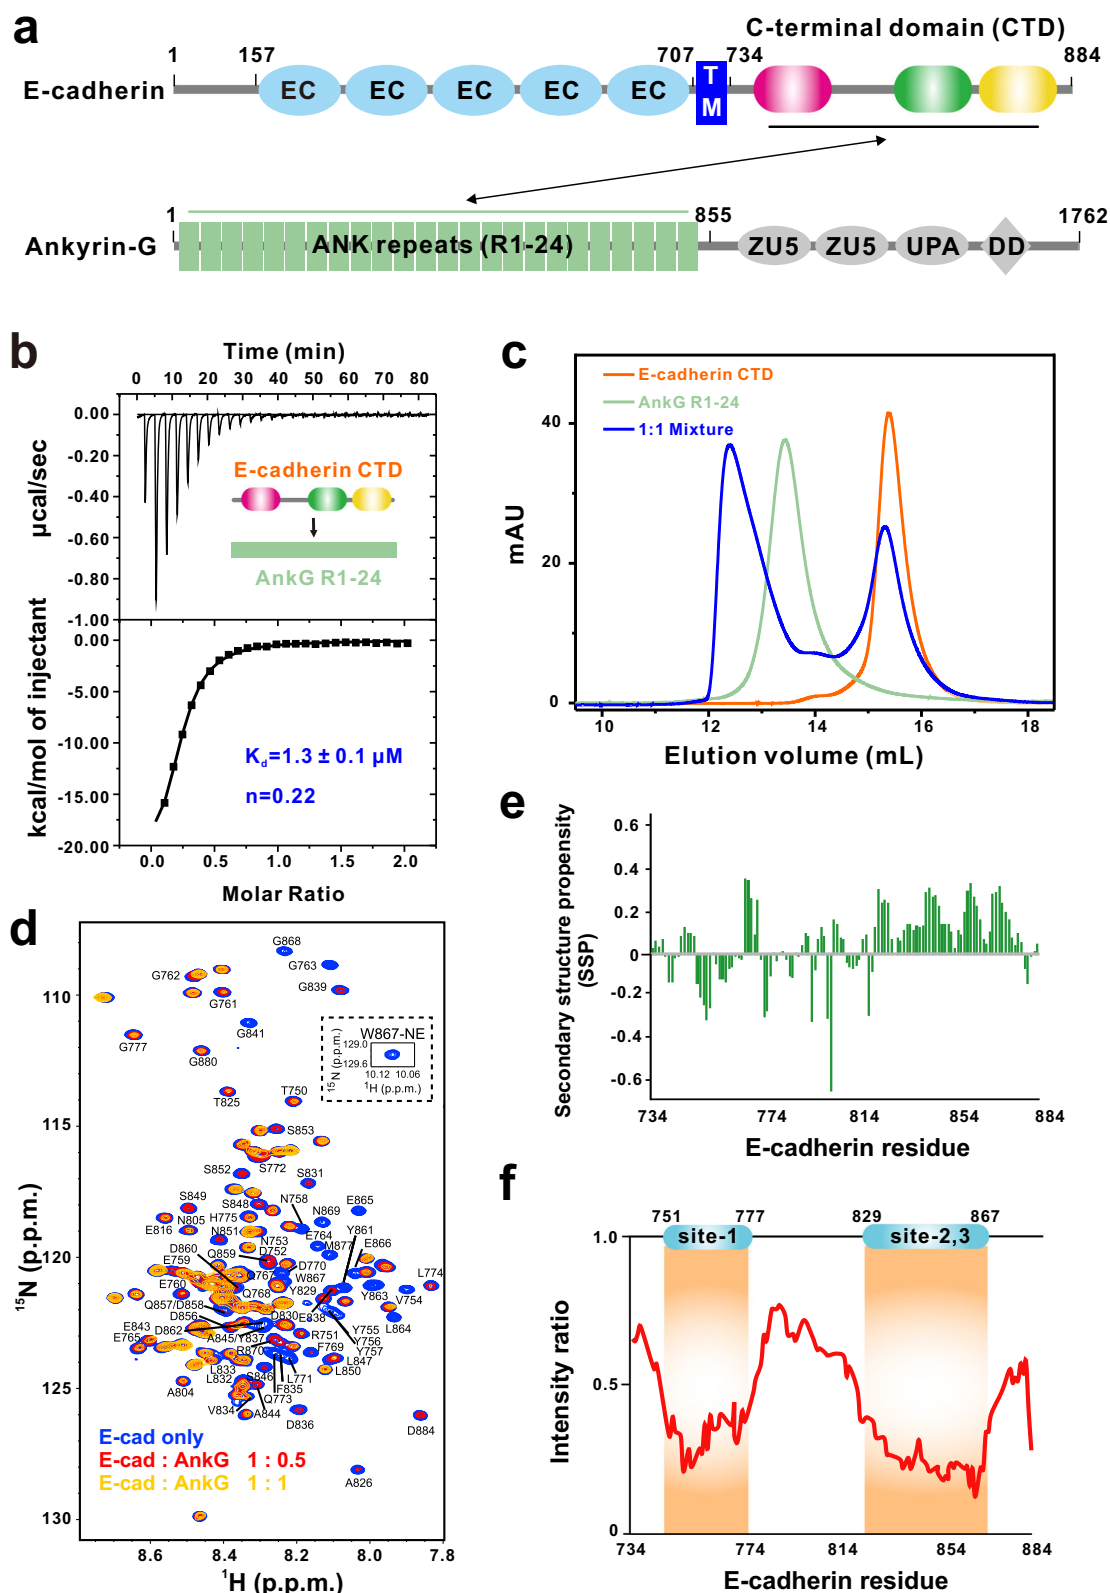 a
C-terminal domain (CTD)
1 157 707 734 884
E-cadherin EC EC EC EC EC TM
1 855 1762
Ankyrin-G ANK repeats (R1-24) ZU5 ZU5 UPA DD
b
Time (min)
0 10 20 30 40 50 60 70 80
0.00
-0.20
-0.40
-0.60
-0.80
-1.00
µcal/sec
E-cadherin CTD
AnkG R1-24
0.00
-5.00
-10.00
-15.00
-20.00
kcal/mol of injectant
Kd=1.3 ± 0.1 µM
n=0.22
0.0 0.5 1.0 1.5 2.0
Molar Ratio
c
E-cadherin CTD
AnkG R1-24
1:1 Mixture
40
20
0
mAU
10 12 14 16 18
Elution volume (mL)
d
G868
G763
G762
G839
G761
G841
G777
G880
W867-NE
129.0
129.6
15N (p.p.m.)
10.12 10.06
1H (p.p.m.)
T825
T750
S853
S852
S772
S831
S849
S848
N758
E865
E816
N805
H775
N869
N851
N753
E764
Y861
D860
Q859
D752
M877
E866
E759
D770
E760
Q767
W867
L774
Q768
Y829
Y863
V754
Q857/D858
E838
L864
D856
E843
D830
Y755
D862
A845/Y837
Y756
E765
R751
Y757
R870
F769
L847
L833
L850
L832
S846
L771
A804
F835
Q773
V834
A844
D836
D884
A826
E-cad only
E-cad : AnkG 1 : 0.5
E-cad : AnkG 1 : 1
110
115
120
125
130
15N (p.p.m.)
8.6 8.4 8.2 8.0 7.8
1H (p.p.m.)
e
Secondary structure propensity
(SSP)
0.6
0.4
0.2
0
-0.2
-0.4
-0.6
734 774 814 854 884
E-cadherin residue
f
751 777 829 867
site-1 site-2,3
1.0
0.5
0
Intensity ratio
734 774 814 854 884
E-cadherin residue